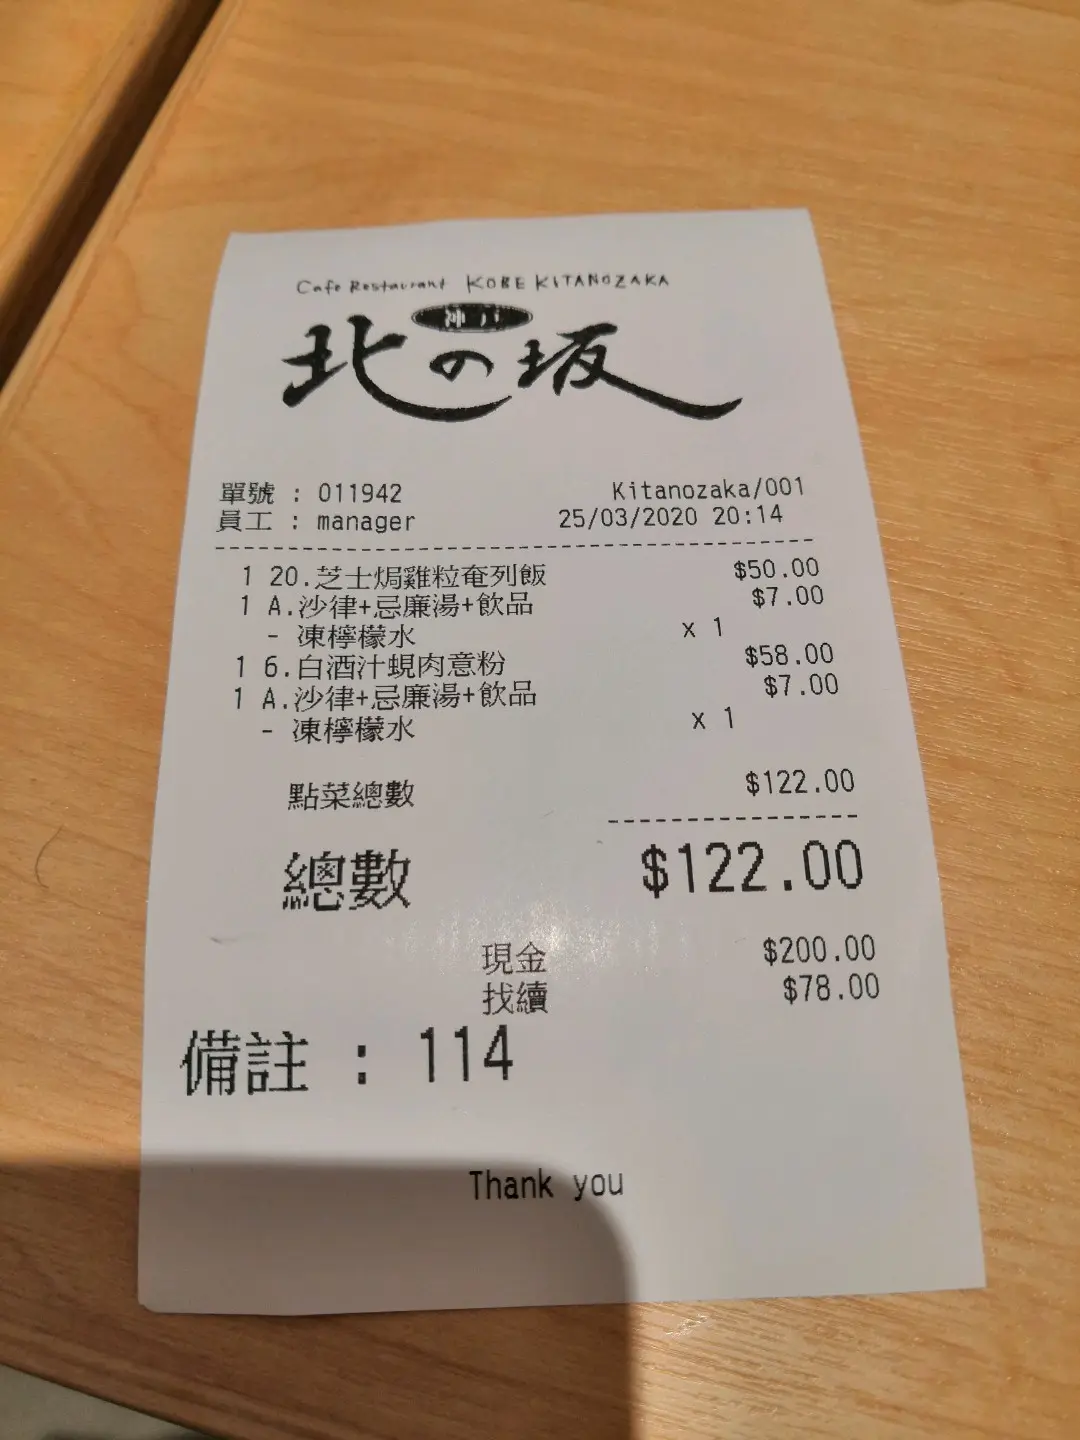 Cafe Restaurant KOBE KITANOZAKA
神戸
北の坂
單號 : 011942 Kitanozaka/001
員工 : manager 25/03/2020 20:14
1 20.芝士焗雞粒奄列飯 $50.00
1 A.沙律+忌廉湯+飲品 $7.00
- 凍檸檬水 x 1
1 6.白酒汁蜆肉意粉 $58.00
1 A.沙律+忌廉湯+飲品 $7.00
- 凍檸檬水 x 1
點菜總數 $122.00
總數 $122.00
現金 $200.00
找續 $78.00
備註 : 114
Thank you